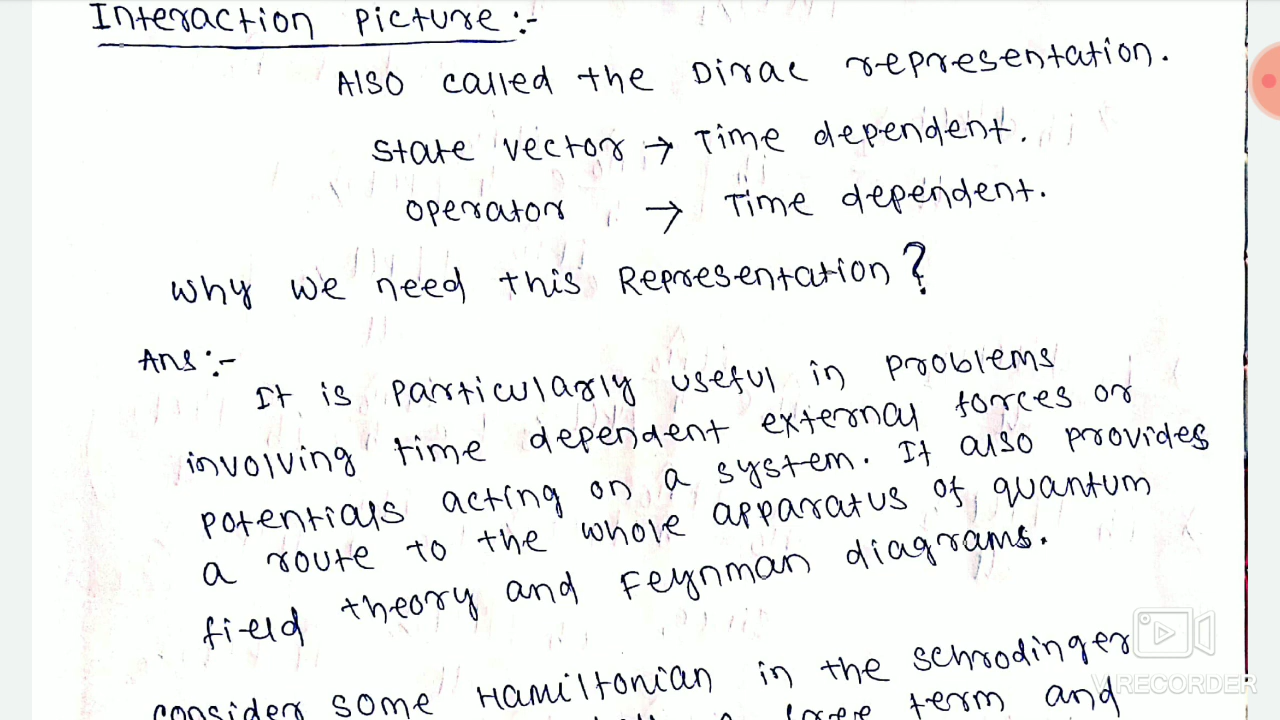 Interaction Picture :-
Also called the Dirac representation.
State vector → Time dependent.
Operator → Time dependent.
Why we need this Representation ?
Ans :-
It is particularly useful in problems
involving time dependent external forces or
potentials acting on a system. It also provides
a route to the whole apparatus of quantum
field theory and Feynman diagrams.
consider some Hamiltonian in the Schrodinger
term and
VIRECORDER